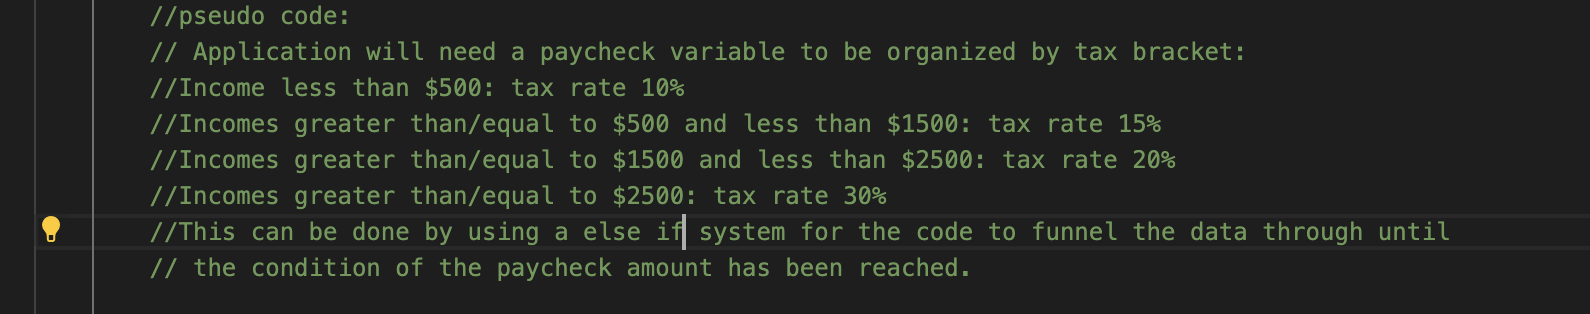 //pseudo code:
// Application will need a paycheck variable to be organized by tax bracket:
//Income less than $500: tax rate 10%
//Incomes greater than/equal to $500 and less than $1500: tax rate 15%
//Incomes greater than/equal to $1500 and less than $2500: tax rate 20%
//Incomes greater than/equal to $2500: tax rate 30%
//This can be done by using a else if system for the code to funnel the data through until
// the condition of the paycheck amount has been reached.